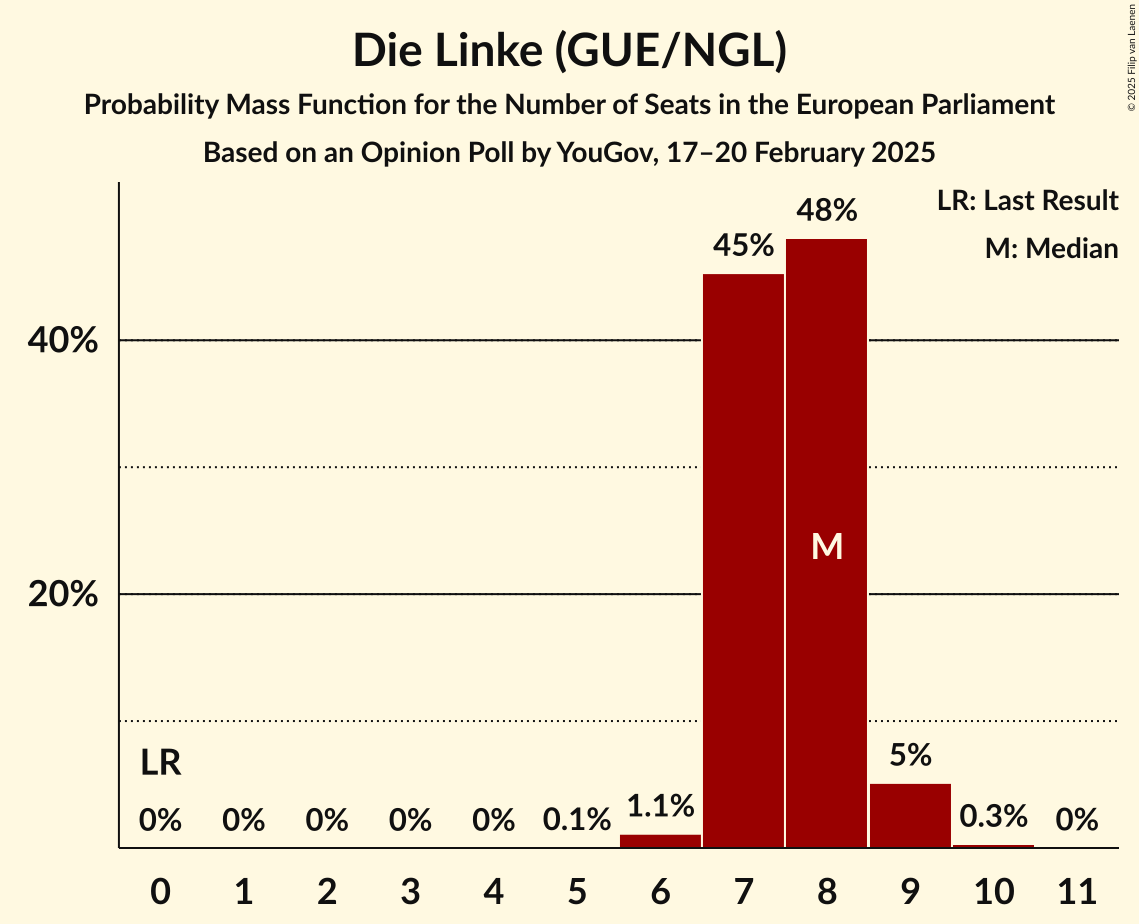 Die Linke (GUE/NGL)
Probability Mass Function for the Number of Seats in the European Parliament
Based on an Opinion Poll by YouGov, 17–20 February 2025
© 2025 Filip van Laenen
LR: Last Result
M: Median
40%
20%
45%
48%
M
LR
0%
0%
0%
0%
0%
0.1%
1.1%
5%
0.3%
0%
0 1 2 3 4 5 6 7 8 9 10 11